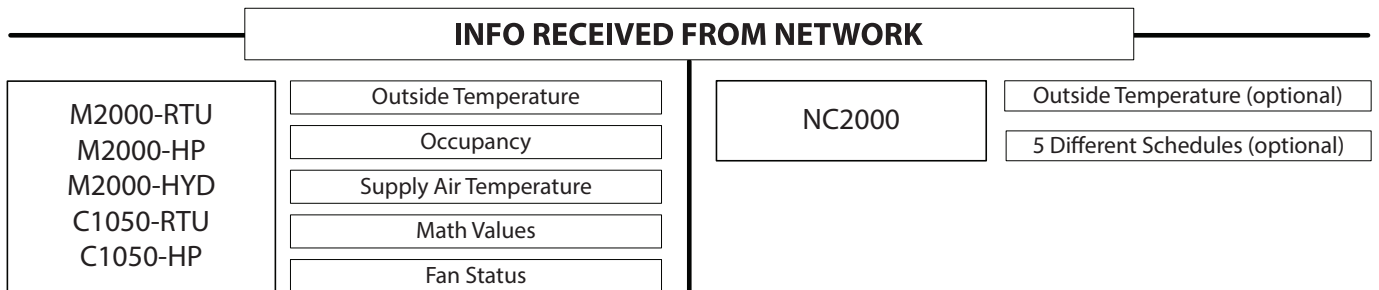 INFO RECEIVED FROM NETWORK
M2000-RTU
M2000-HP
M2000-HYD
C1050-RTU
C1050-HP
Outside Temperature
Occupancy
Supply Air Temperature
Math Values
Fan Status
NC2000
Outside Temperature (optional)
5 Different Schedules (optional)